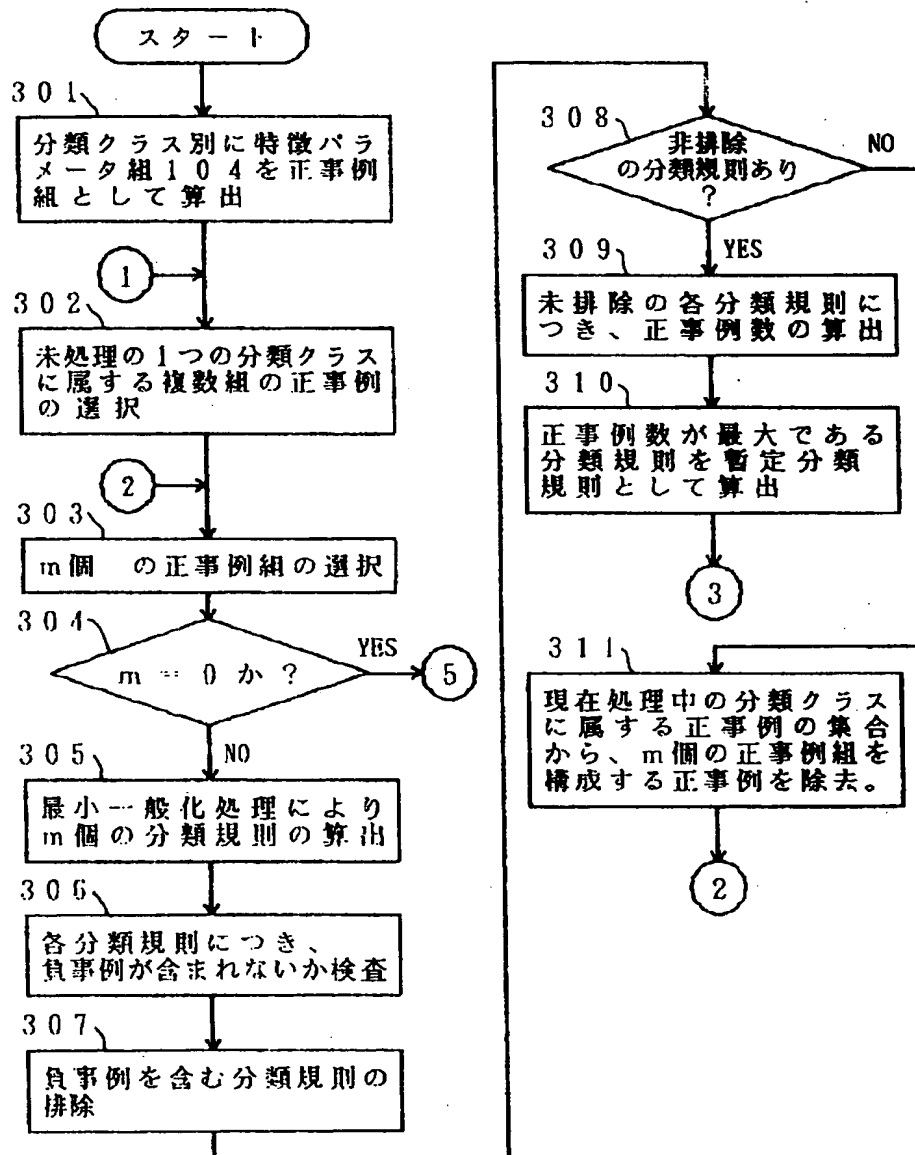 スタート
301
分類クラス別に特徴パラ
メータ組104を正事例
組として算出
1
302
未処理の1つの分類クラス
に属する複数組の正事例
の選択
2
303
m個 の正事例組の選択
304
m=0か?
YES
5
NO
305
最小一般化処理により
m個の分類規則の算出
306
各分類規則につき、
負事例が含まれないか検査
307
負事例を含む分類規則の
排除
308
非排除
の分類規則あり
?
NO
YES
309
未排除の各分類規則に
つき、正事例数の算出
310
正事例数が最大である
分類規則を暫定分類
規則として算出
3
311
現在処理中の分類クラス
に属する正事例の集合
から、m個の正事例組を
構成する正事例を除去。
2